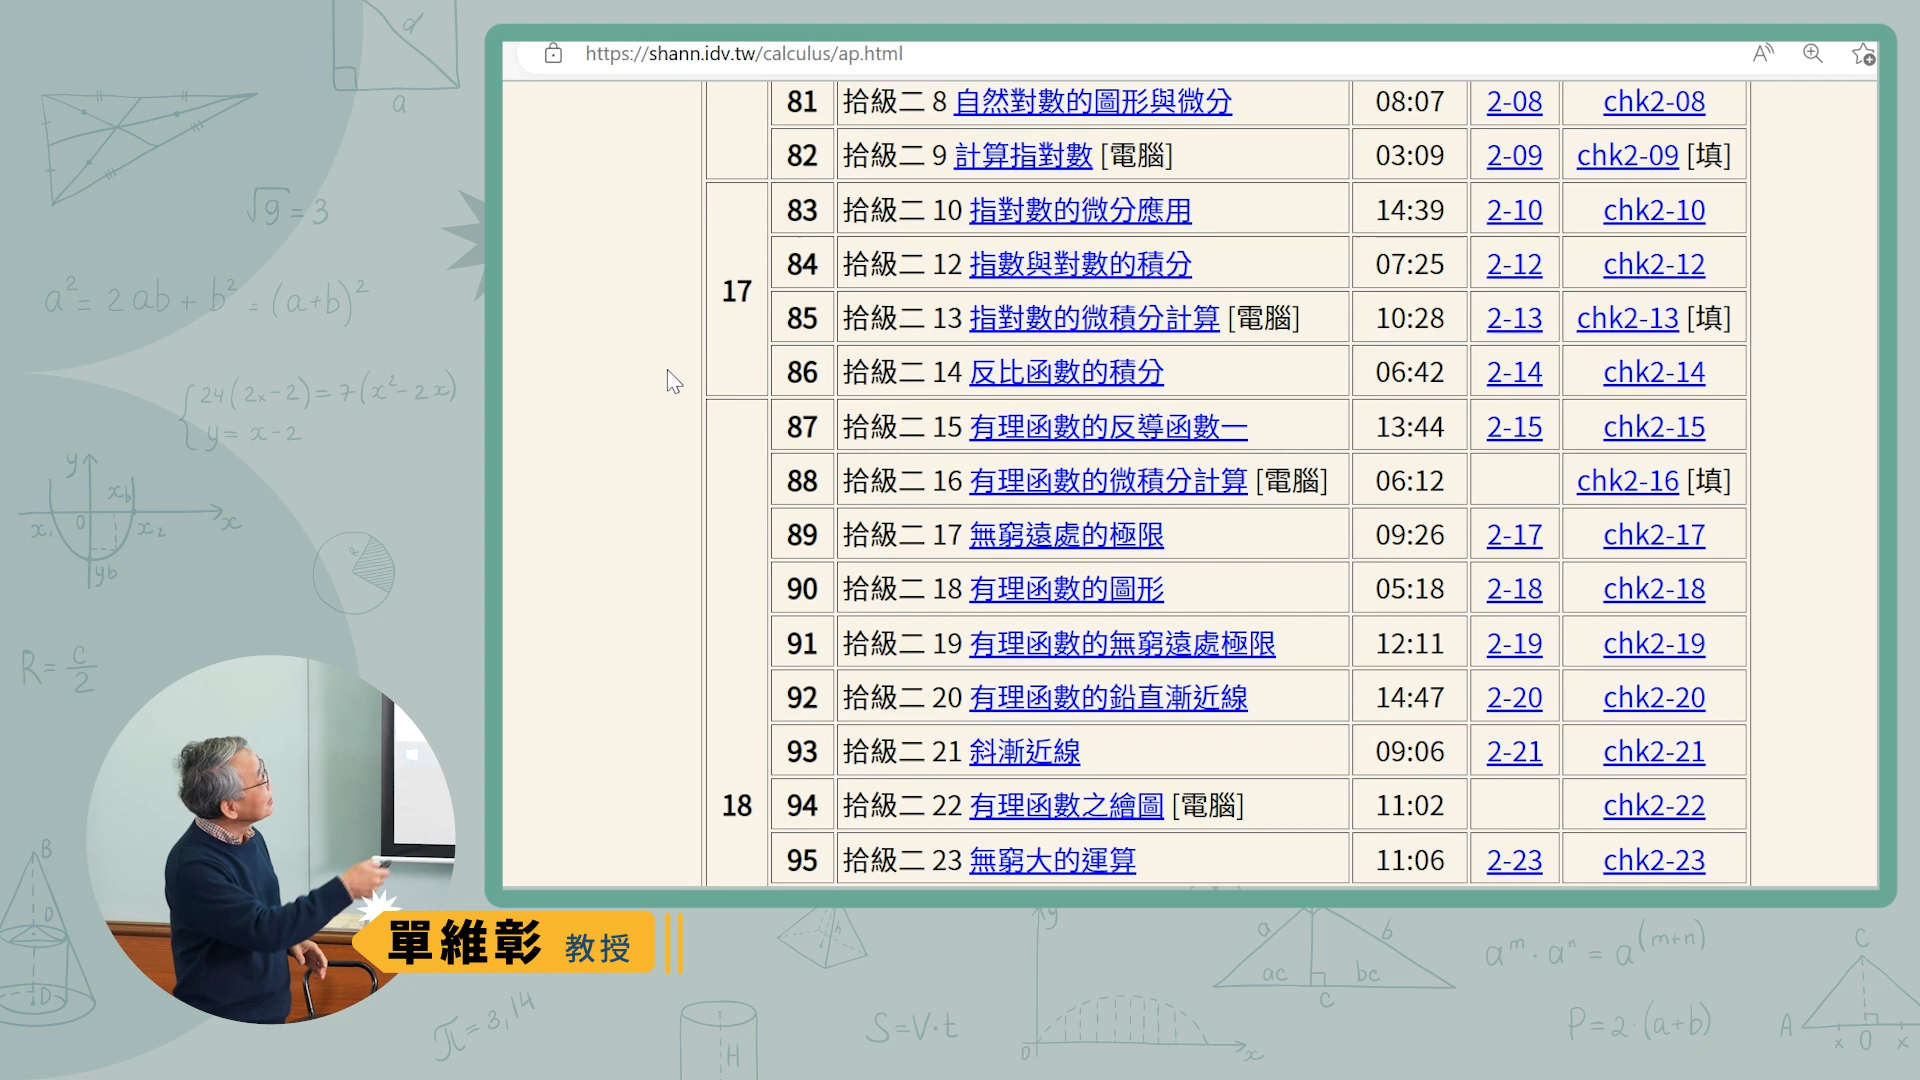 https://shann.idv.tw/calculus/ap.html
81 拾級二 8 自然對數的圖形與微分 08:07 2-08 chk2-08
82 拾級二 9 計算指對數 [電腦] 03:09 2-09 chk2-09 [填]
17
83 拾級二 10 指對數的微分應用 14:39 2-10 chk2-10
84 拾級二 12 指數與對數的積分 07:25 2-12 chk2-12
85 拾級二 13 指對數的微積分計算 [電腦] 10:28 2-13 chk2-13 [填]
86 拾級二 14 反比函數的積分 06:42 2-14 chk2-14
18
87 拾級二 15 有理函數的反導函數一 13:44 2-15 chk2-15
88 拾級二 16 有理函數的微積分計算 [電腦] 06:12 chk2-16 [填]
89 拾級二 17 無窮遠處的極限 09:26 2-17 chk2-17
90 拾級二 18 有理函數的圖形 05:18 2-18 chk2-18
91 拾級二 19 有理函數的無窮遠處極限 12:11 2-19 chk2-19
92 拾級二 20 有理函數的鉛直漸近線 14:47 2-20 chk2-20
93 拾級二 21 斜漸近線 09:06 2-21 chk2-21
94 拾級二 22 有理函數之繪圖 [電腦] 11:02 chk2-22
95 拾級二 23 無窮大的運算 11:06 2-23 chk2-23
單維彰 教授
d
a
√9 = 3
a² = 2ab + b² = (a+b)²
24(2x-2) = 7(x²-2x)
y = x-2
y
xb
x₁ 0 x₂ x
yb
R = C/2
B
D
D
π = 3,14
H
S = V·t
h
y
0 x
a b
ac bc
c
aᵐ · aⁿ = a⁽ᵐ⁺ⁿ⁾
P = 2·(a+b)
C
A
x O x